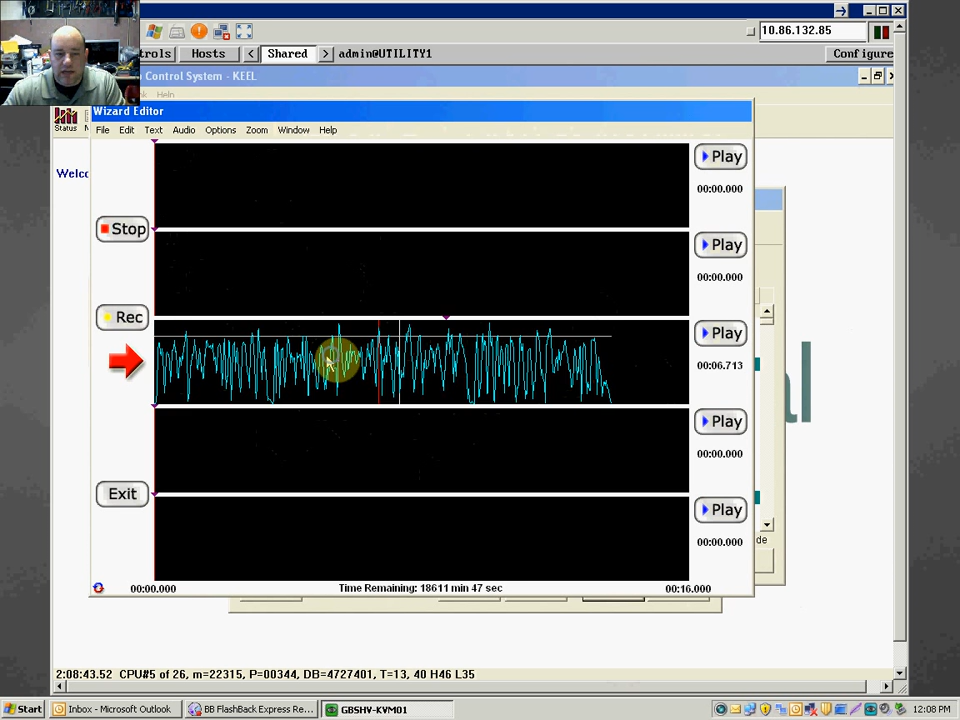 10.86.132.85
trols Hosts < Shared > admin@UTILITY1 Configure
Control System - KEEL
Help
Wizard Editor
Status
File Edit Text Audio Options Zoom Window Help
Play
Welc
00:00.000
Stop
Play
00:00.000
Rec
Play
00:06.713
al
Play
00:00.000
Exit
Play
de
00:00.000
00:00.000 Time Remaining: 18611 min 47 sec 00:16.000
2:08:43.52 CPU#5 of 26, m=22315, P=00344, DB=4727401, T=13, 40 H46 L35
Start Inbox - Microsoft Outlook BB FlashBack Express Re... GBSHV-KVM01 12:08 PM